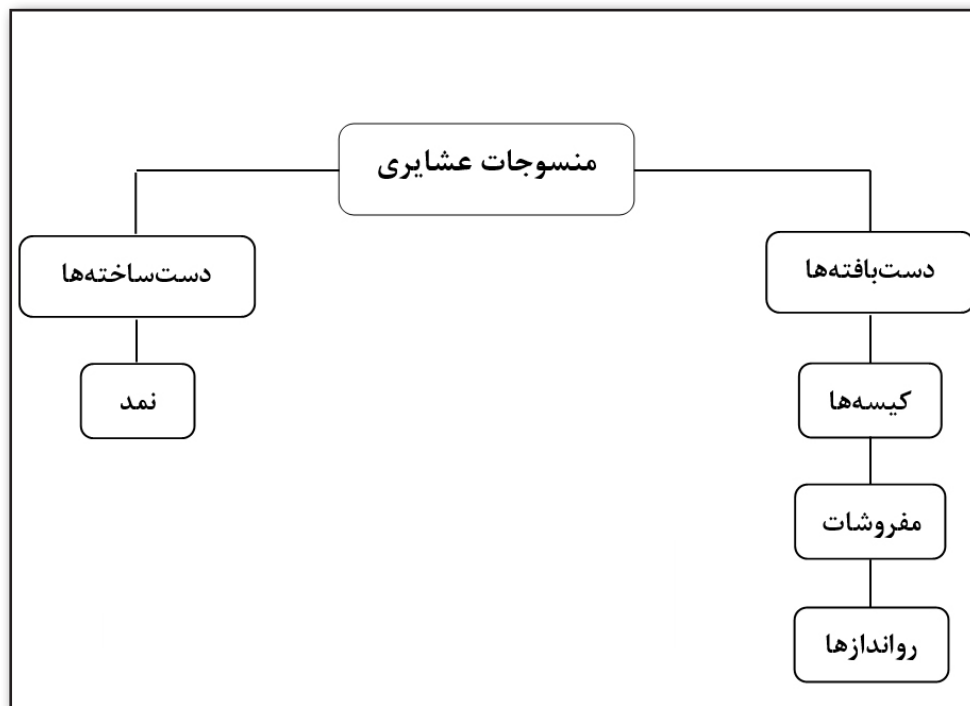 منسوجات عشایری
دست‌بافته‌ها
دست‌ساخته‌ها
کیسه‌ها
نمد
مفروشات
رواندازها